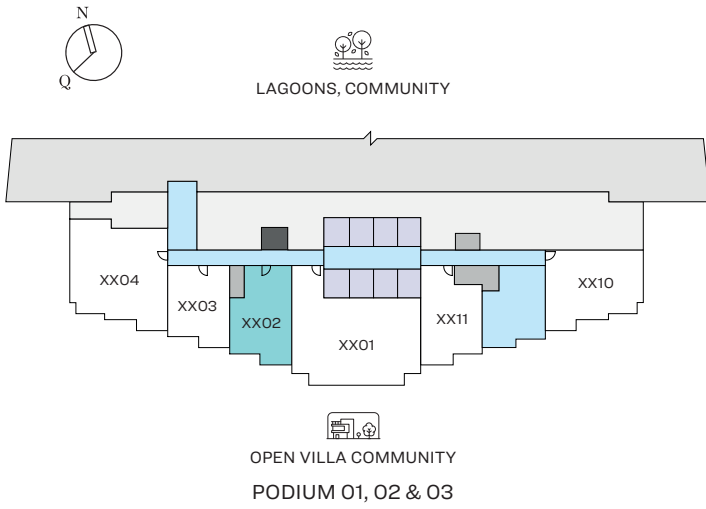 N
Q
LAGOONS, COMMUNITY
XX04
XX03
XX02
XX01
XX11
XX10
OPEN VILLA COMMUNITY
PODIUM 01, 02 & 03